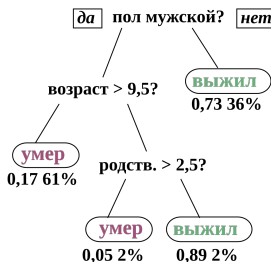 да пол мужской? нет
выжил
0,73 36%
возраст > 9,5?
умер
0,17 61%
родств. > 2,5?
умер выжил
0,05 2% 0,89 2%